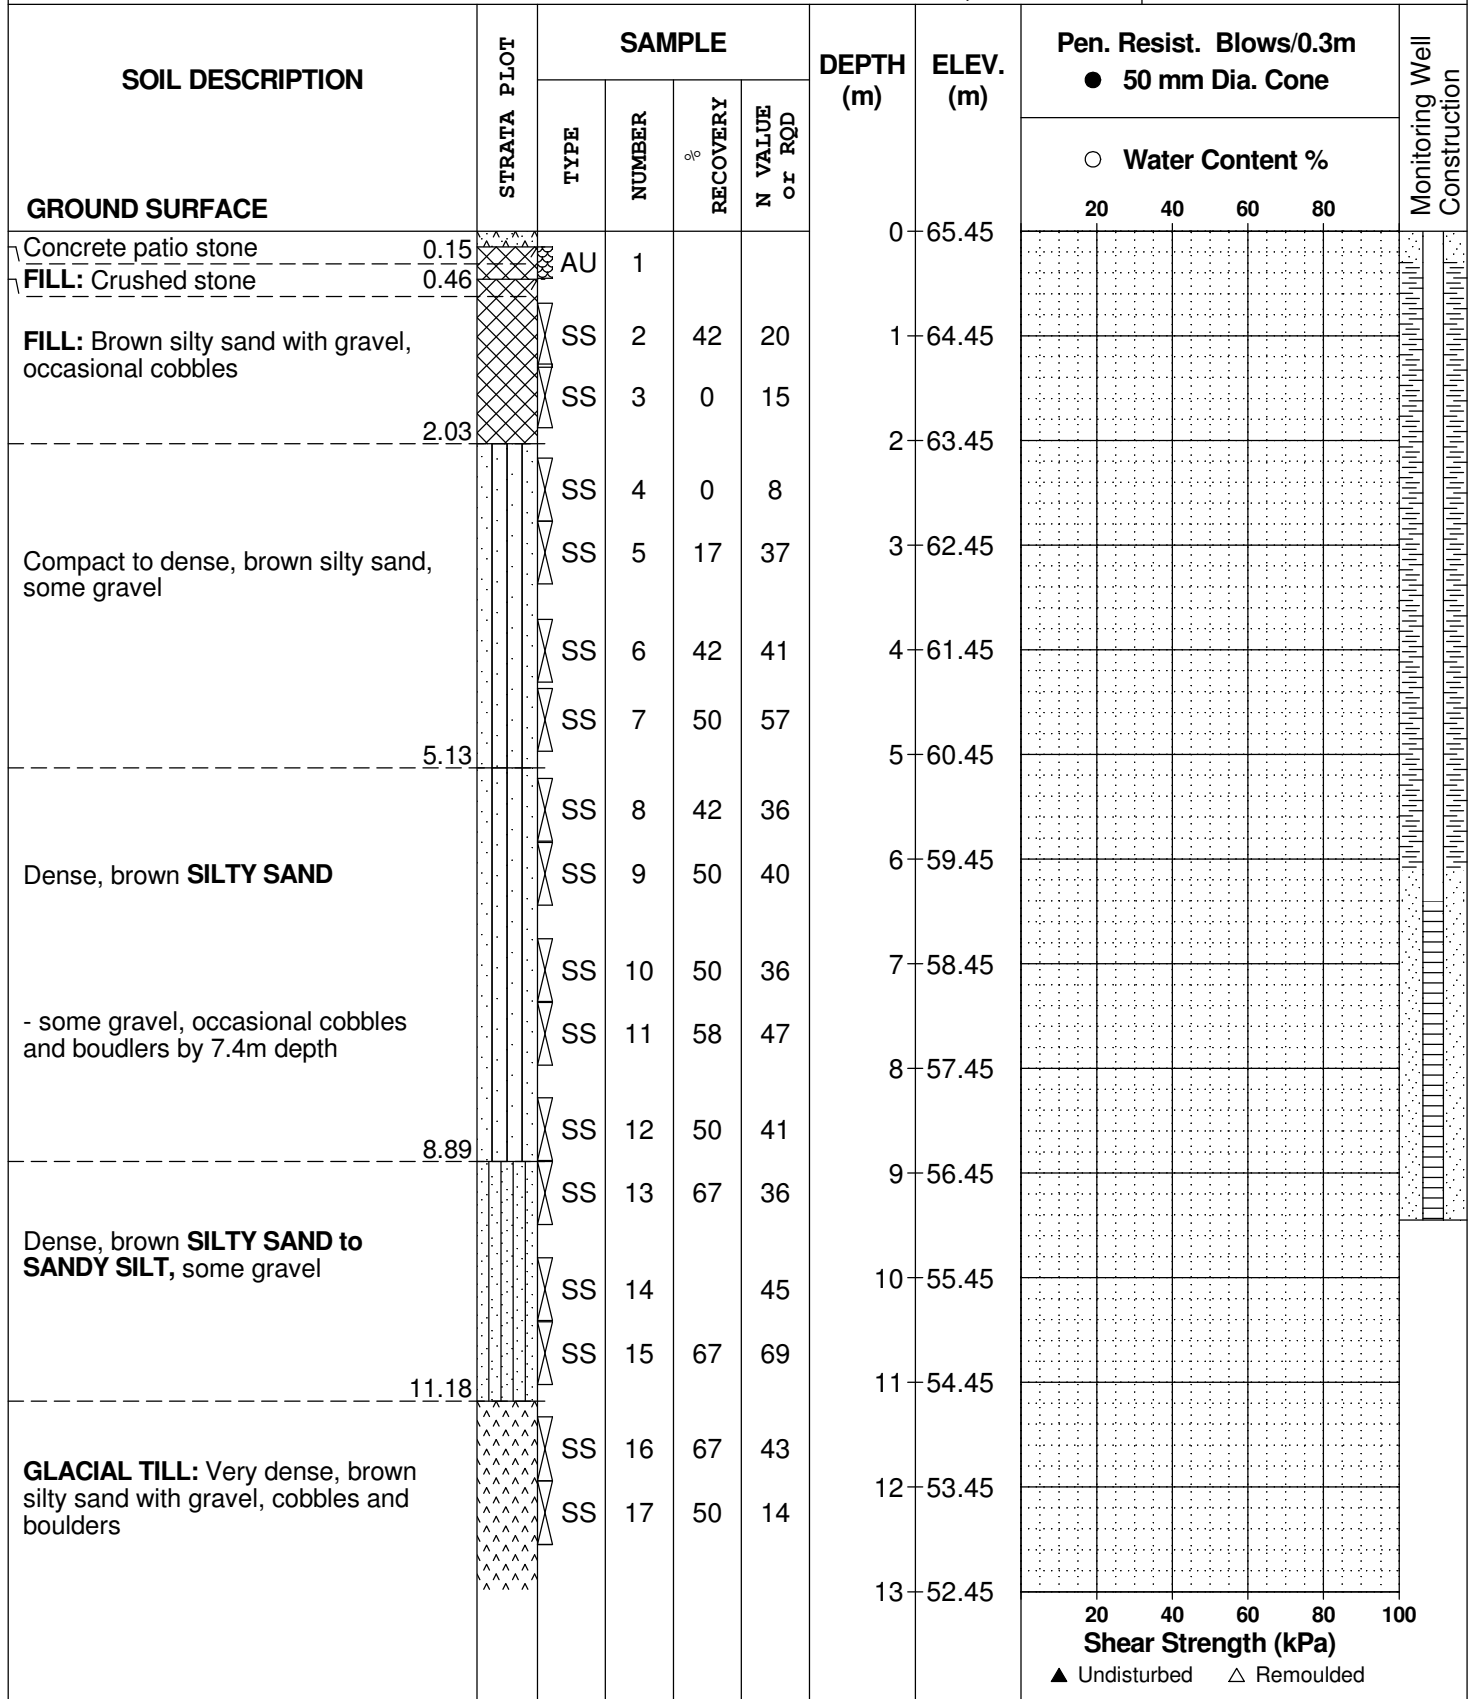 SOIL DESCRIPTION
GROUND SURFACE
STRATA PLOT
SAMPLE
TYPE
NUMBER
% RECOVERY
N VALUE or RQD
DEPTH (m)
ELEV. (m)
Pen. Resist. Blows/0.3m
● 50 mm Dia. Cone
○ Water Content %
20 40 60 80
Monitoring Well
Construction
0 65.45
Concrete patio stone 0.15
AU 1
FILL: Crushed stone 0.46
SS 2 42 20
1 64.45
FILL: Brown silty sand with gravel,
occasional cobbles
SS 3 0 15
2.03
2 63.45
SS 4 0 8
3 62.45
SS 5 17 37
Compact to dense, brown silty sand,
some gravel
SS 6 42 41
4 61.45
SS 7 50 57
5.13
5 60.45
SS 8 42 36
6 59.45
Dense, brown SILTY SAND
SS 9 50 40
SS 10 50 36
7 58.45
- some gravel, occasional cobbles
and boudlers by 7.4m depth
SS 11 58 47
8 57.45
SS 12 50 41
8.89
9 56.45
SS 13 67 36
Dense, brown SILTY SAND to
SANDY SILT, some gravel
10 55.45
SS 14 45
SS 15 67 69
11.18
11 54.45
SS 16 67 43
GLACIAL TILL: Very dense, brown
silty sand with gravel, cobbles and
boulders
12 53.45
SS 17 50 14
13 52.45
20 40 60 80 100
Shear Strength (kPa)
▲ Undisturbed △ Remoulded